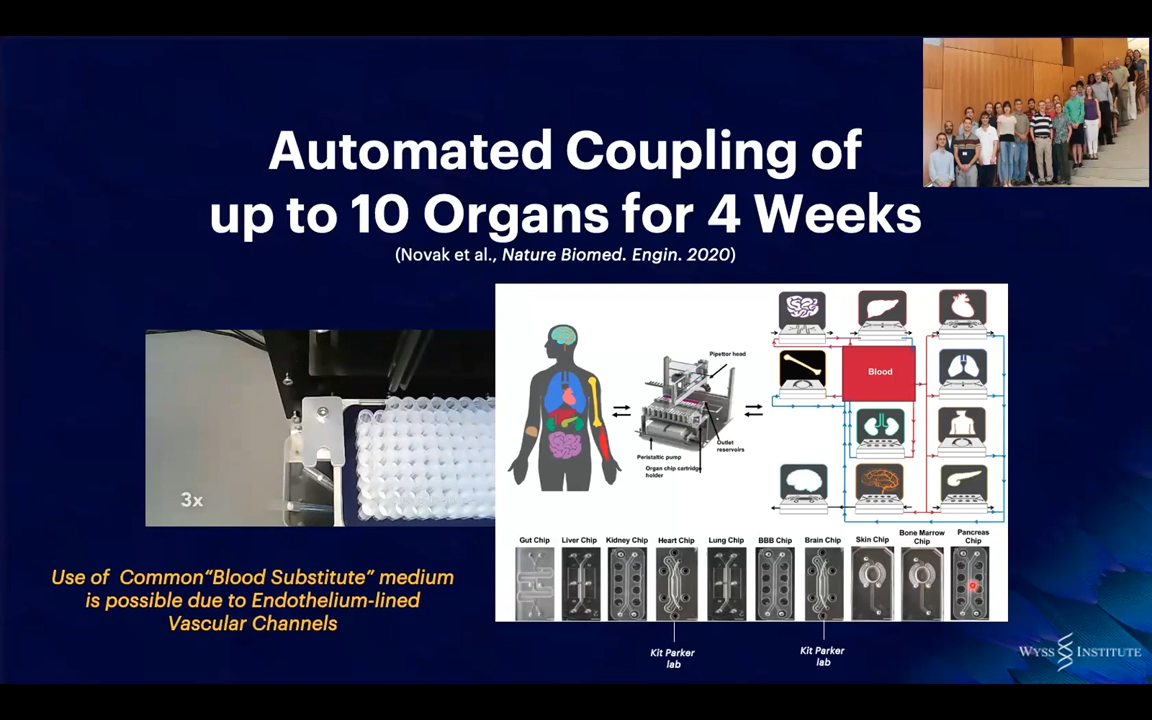 Automated Coupling of
up to 10 Organs for 4 Weeks
(Novak et al., Nature Biomed. Engin. 2020)
3x
Use of Common“Blood Substitute” medium
is possible due to Endothelium-lined
Vascular Channels
Pipettor head
Outlet
reservoirs
Peristaltic pump
Organ chip cartridge
holder
Blood
Gut Chip
Liver Chip
Kidney Chip
Heart Chip
Lung Chip
BBB Chip
Brain Chip
Skin Chip
Bone Marrow
Chip
Pancreas
Chip
Kit Parker
lab
Kit Parker
lab
WYSS INSTITUTE